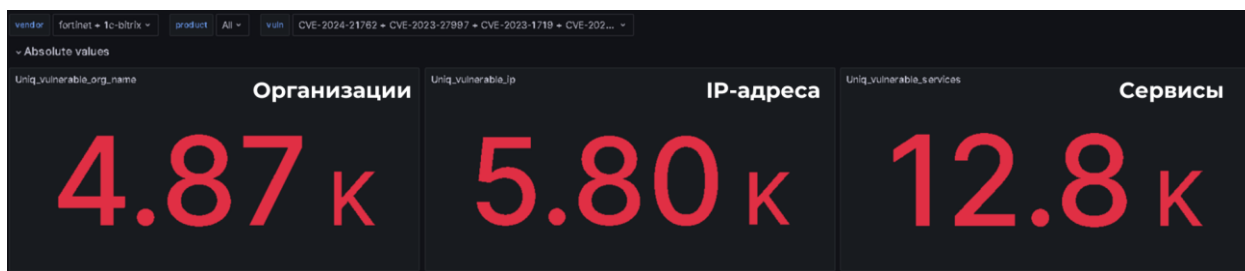 vendor fortinet + 1c-bitrix product All vuln CVE-2024-21762 + CVE-2023-27997 + CVE-2023-1719 + CVE-202...
Absolute values
Uniq_vulnerable_org_name
Организации
4.87 K
Uniq_vulnerable_ip
IP-адреса
5.80 K
Uniq_vulnerable_services
Сервисы
12.8 K